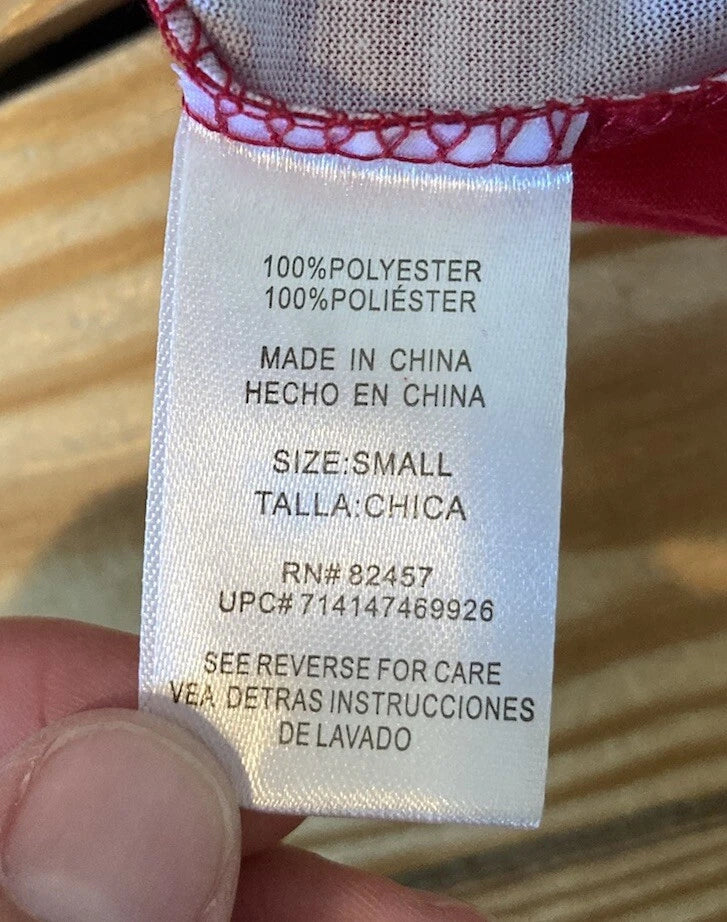 100%POLYESTER
100%POLIÉSTER
MADE IN CHINA
HECHO EN CHINA
SIZE:SMALL
TALLA:CHICA
RN# 82457
UPC# 714147469926
SEE REVERSE FOR CARE
VEA DETRAS INSTRUCCIONES
DE LAVADO